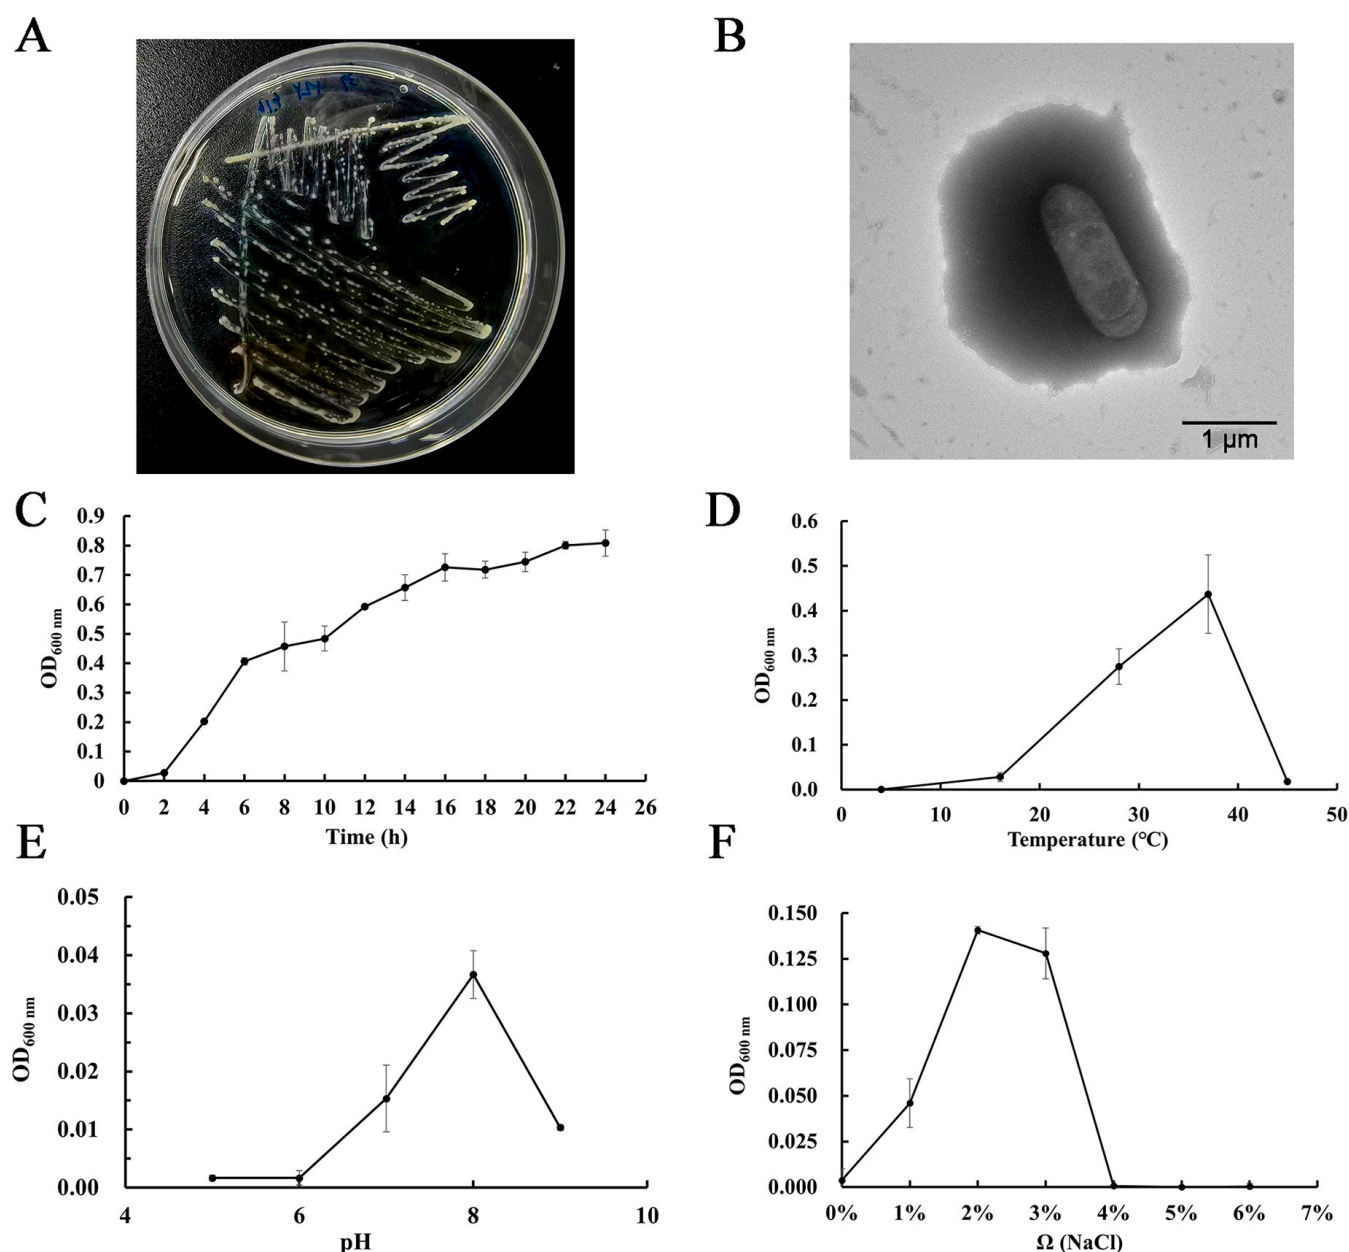 A
B
1 µm
C
0.9
0.8
0.7
0.6
0.5
0.4
0.3
0.2
0.1
0
OD600 nm
0 2 4 6 8 10 12 14 16 18 20 22 24 26
Time (h)
D
0.6
0.5
0.4
0.3
0.2
0.1
0.0
OD600 nm
0 10 20 30 40 50
Temperature (°C)
E
0.05
0.04
0.03
0.02
0.01
0.00
OD600 nm
4 6 8 10
pH
F
0.150
0.125
0.100
0.075
0.050
0.025
0.000
OD600 nm
0% 1% 2% 3% 4% 5% 6% 7%
Ω (NaCl)